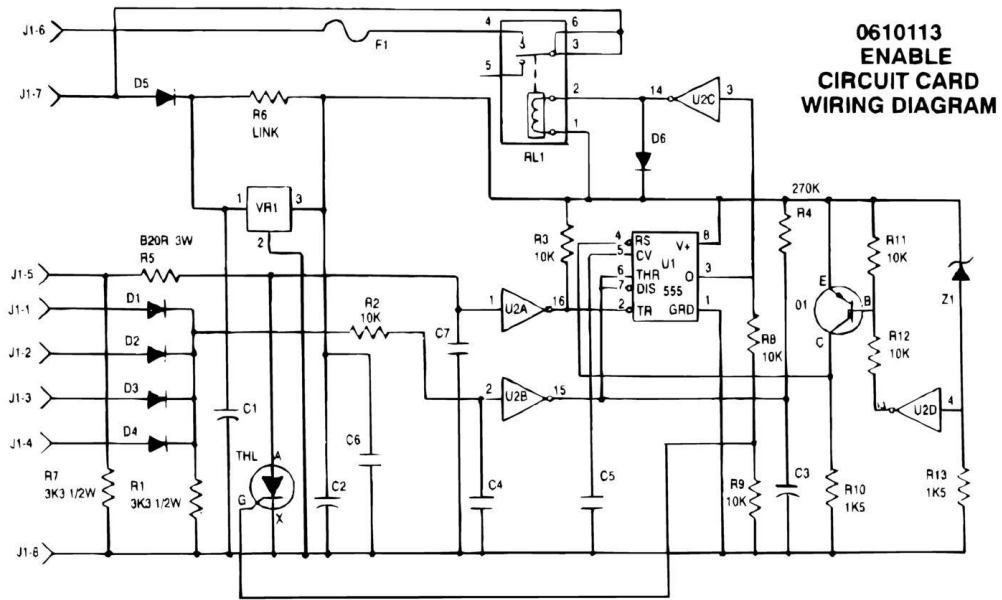 0610113
ENABLE
CIRCUIT CARD
WIRING DIAGRAM
J1-6
F1
4
6
3
5
2
1
RL1
14
U2C
3
J1-7
D5
R6
LINK
D6
1
VR1
3
2
270K
R4
R3
10K
4
RS
V+
8
5
CV
U1
6
THR
O
3
7
DIS
555
2
TR
GRD
1
R11
10K
E
01
B
C
Z1
B20R 3W
J1-5
R5
J1-1
D1
R2
10K
1
U2A
16
C7
R8
10K
R12
10K
J1-2
D2
J1-3
D3
2
U2B
15
U2D
4
J1-4
D4
C1
THL
A
G
X
C6
C2
C4
C5
R7
3K3 1/2W
R1
3K3 1/2W
R9
10K
C3
R10
1K5
R13
1K5
J1-8